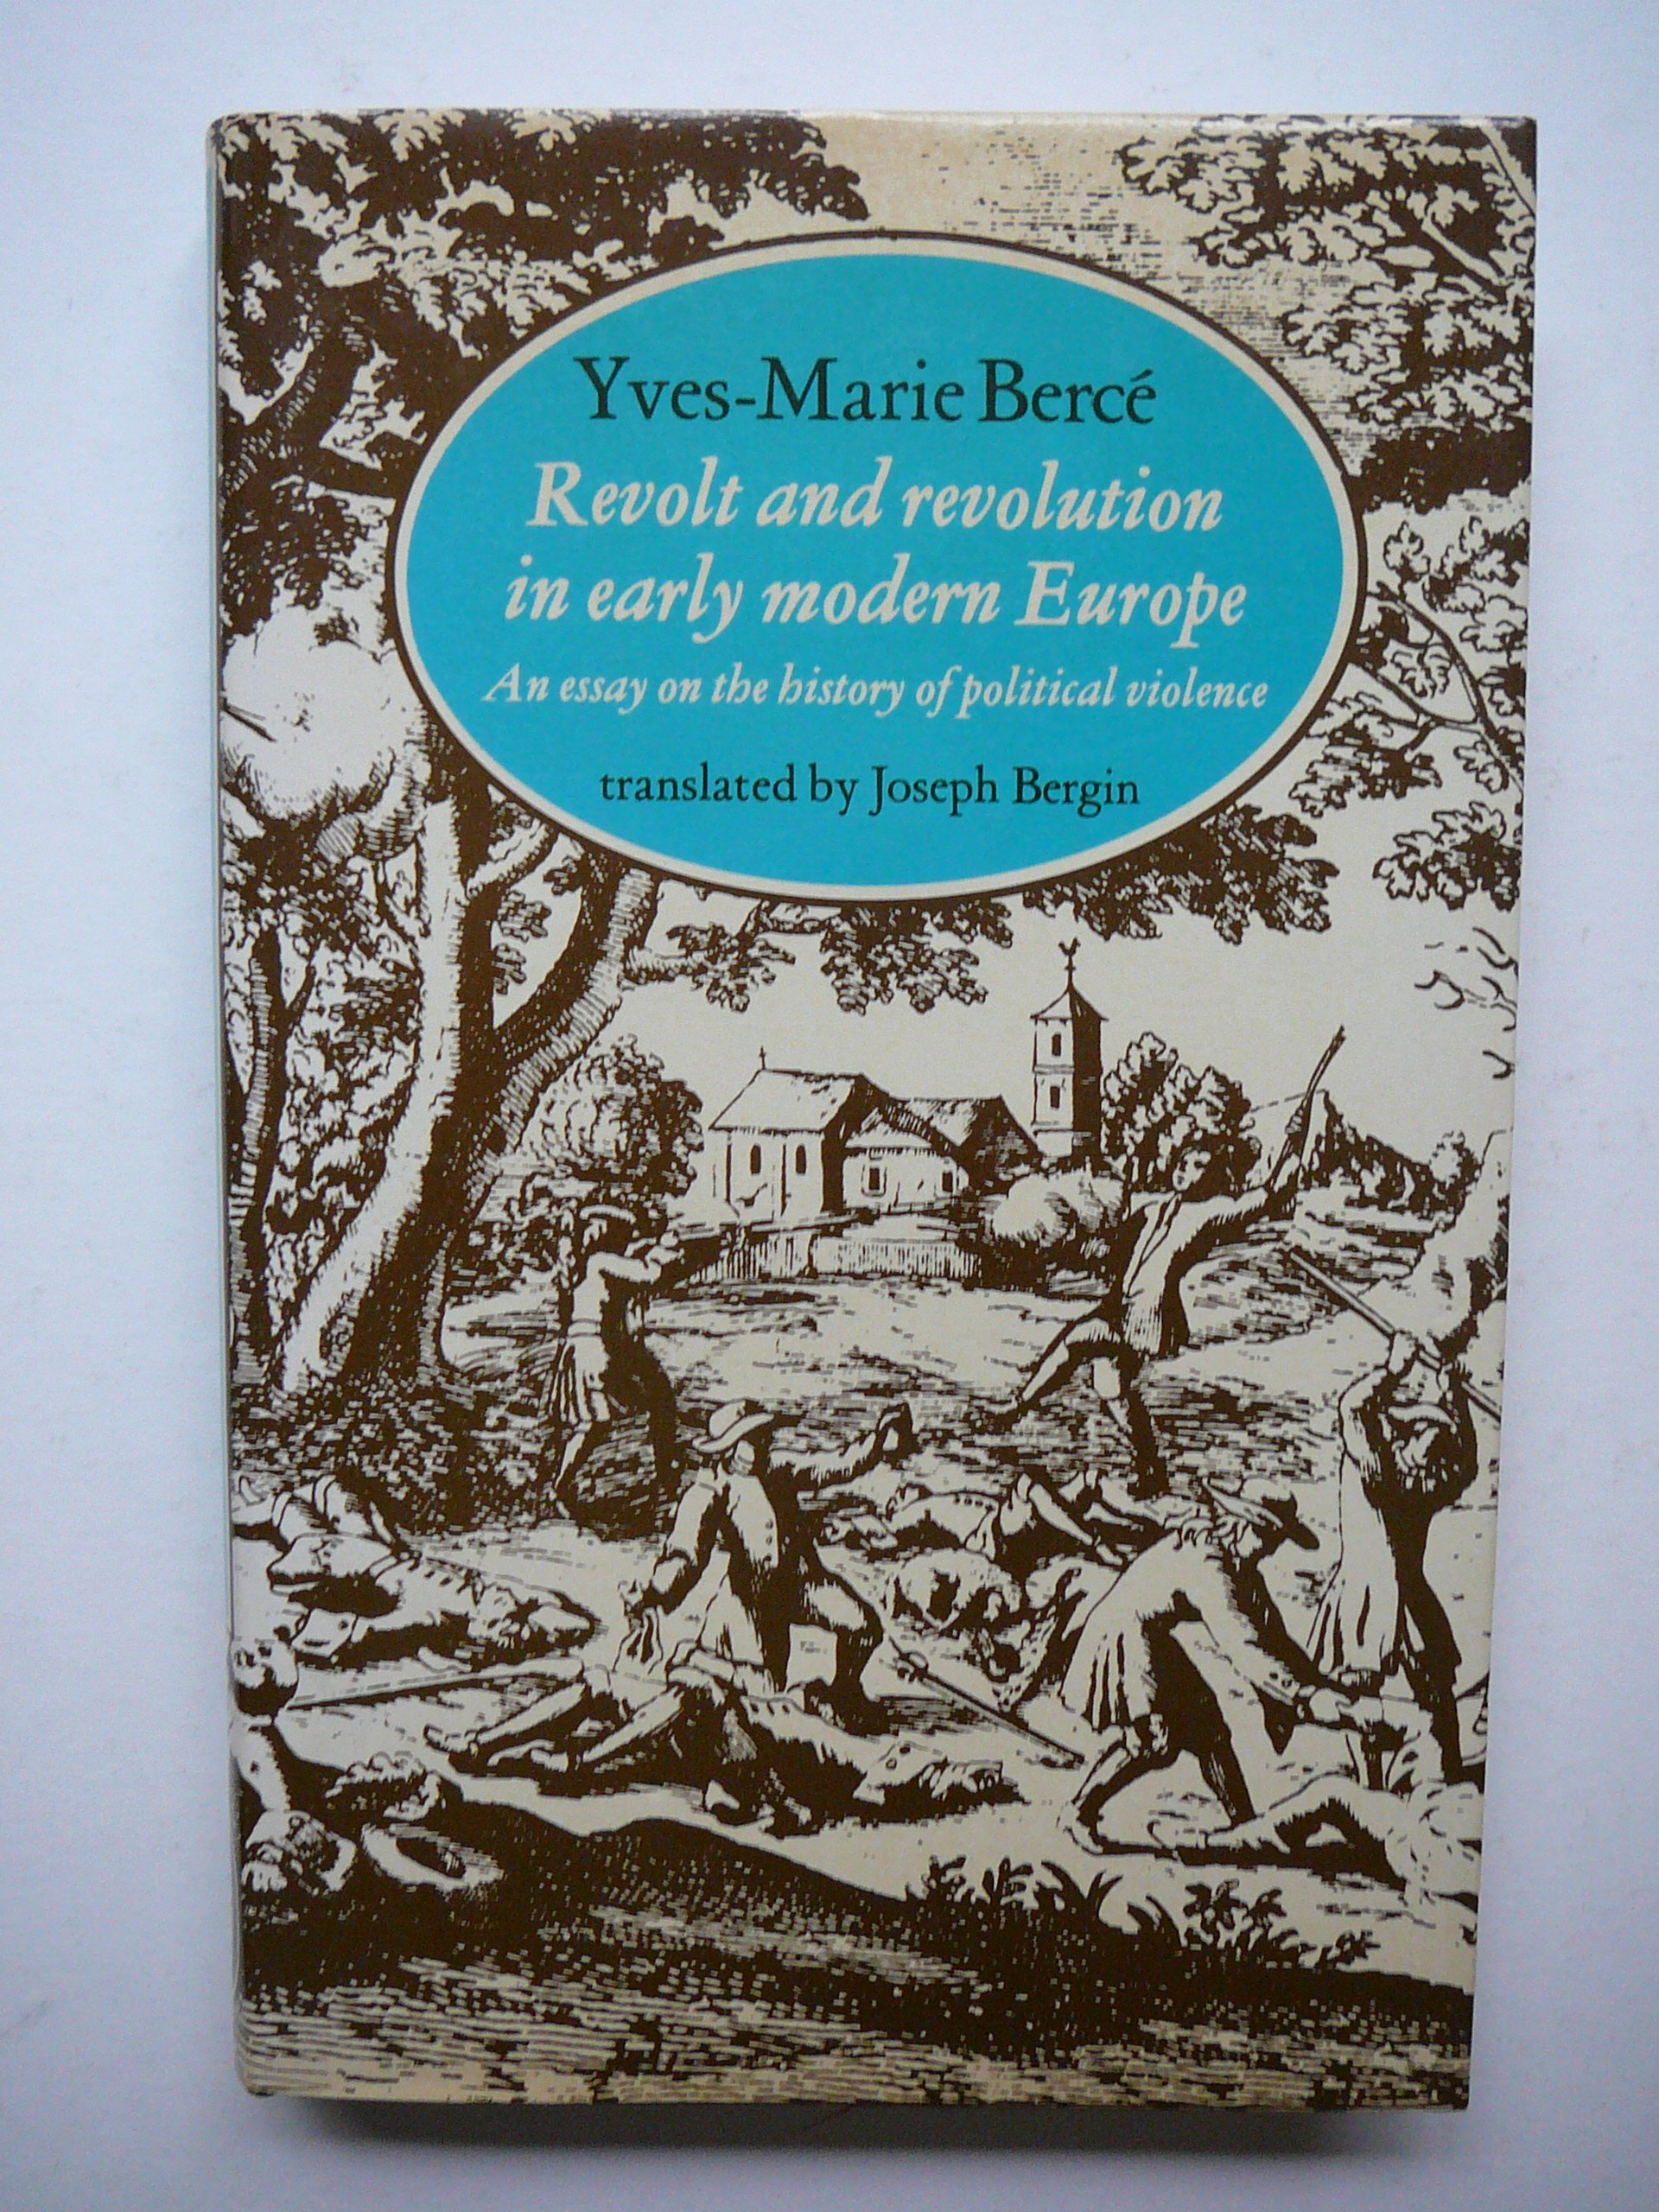 Yves-Marie Bercé
Revolt and revolution
in early modern Europe
An essay on the history of political violence
translated by Joseph Bergin